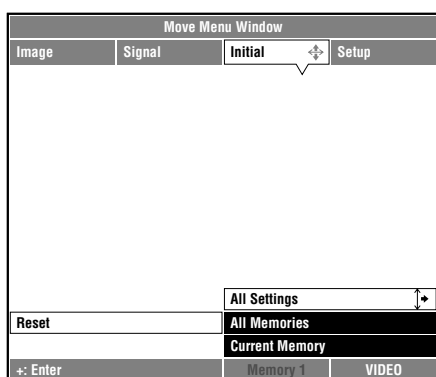 Move Menu Window
Image Signal Initial Setup
All Settings
Reset All Memories
Current Memory
+: Enter Memory 1 VIDEO